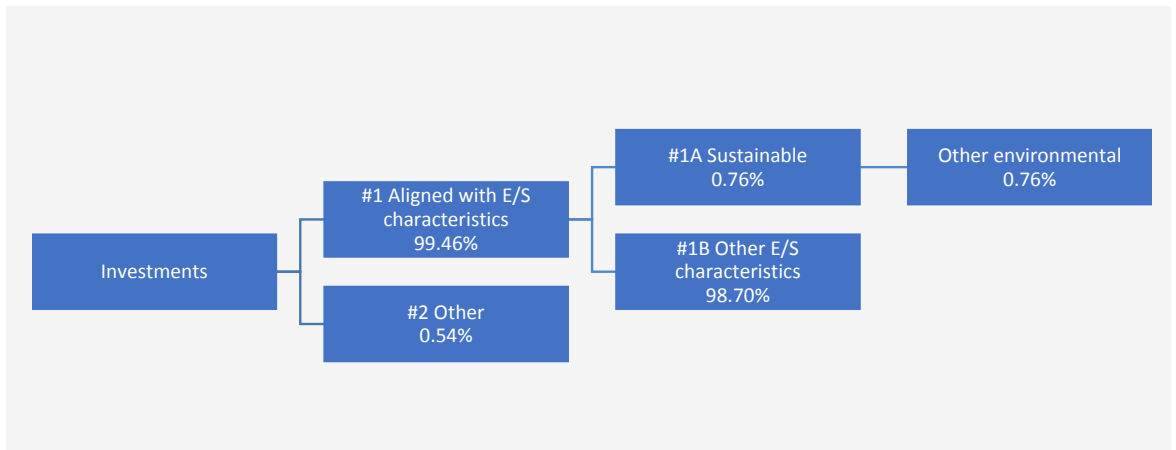 Investments
#1 Aligned with E/S
characteristics
99.46%
#2 Other
0.54%
#1A Sustainable
0.76%
#1B Other E/S
characteristics
98.70%
Other environmental
0.76%